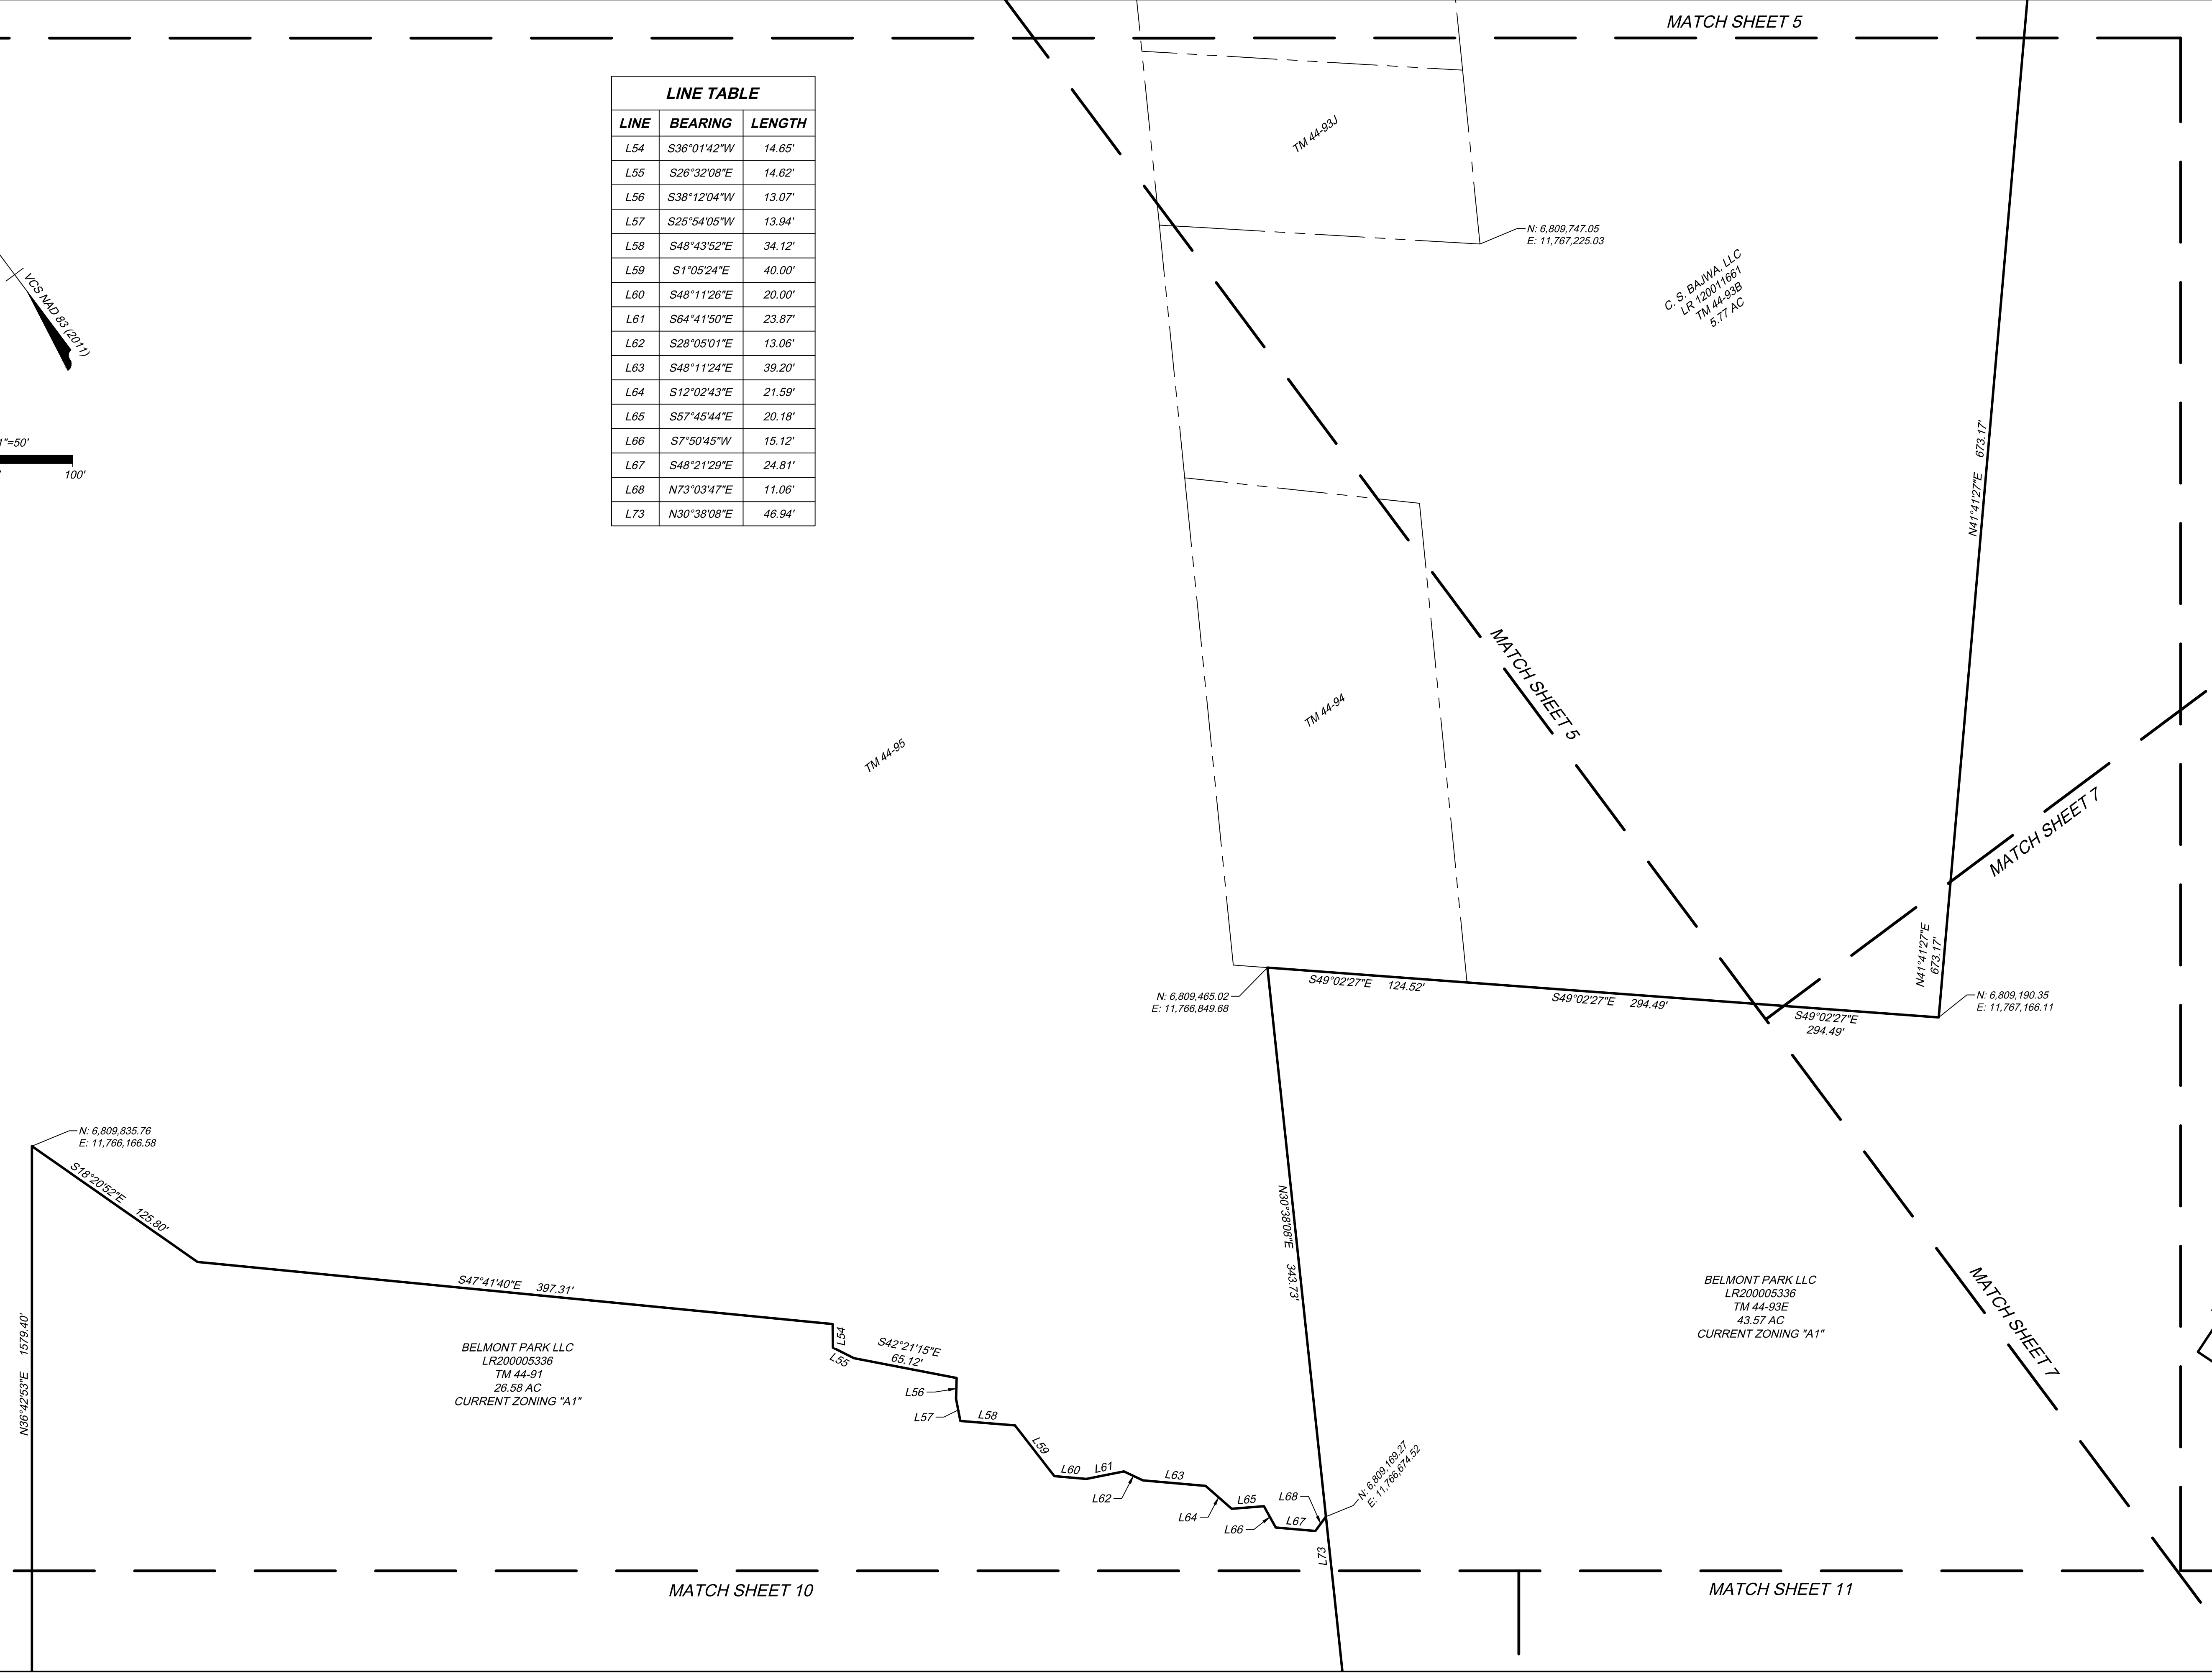 MATCH SHEET 5
LINE TABLE
LINE BEARING LENGTH
L54 S36°01'42"W 14.65'
L55 S26°32'08"E 14.62'
L56 S38°12'04"W 13.07'
L57 S25°54'05"W 13.94'
L58 S48°43'52"E 34.12'
L59 S1°05'24"E 40.00'
L60 S48°11'26"E 20.00'
L61 S64°41'50"E 23.87'
L62 S28°05'01"E 13.06'
L63 S48°11'24"E 39.20'
L64 S12°02'43"E 21.59'
L65 S57°45'44"E 20.18'
L66 S7°50'45"W 15.12'
L67 S48°21'29"E 24.81'
L68 N73°03'47"E 11.06'
L73 N30°38'08"E 46.94'
TM 44-93J
N: 6,809,747.05
E: 11,767,225.03
C. S. BAJWA, LLC
LR 120011661
TM 44-93B
5.77 AC
VCS NAD 83 (2011)
1"=50'
100'
N41°41'27"E 673.17'
MATCH SHEET 5
TM 44-94
TM 44-95
MATCH SHEET 7
N41°41'27"E
673.17'
N: 6,809,465.02
E: 11,766,849.68
S49°02'27"E 124.52'
S49°02'27"E 294.49'
S49°02'27"E
294.49'
N: 6,809,190.35
E: 11,767,166.11
N: 6,809,835.76
E: 11,766,166.58
S18°20'52"E 125.80'
S47°41'40"E 397.31'
N36°42'53"E 1579.40'
BELMONT PARK LLC
LR200005336
TM 44-91
26.58 AC
CURRENT ZONING "A1"
L54
L55
S42°21'15"E
65.12'
L56
L57
L58
L59
L60
L61
L62
L63
L64
L65
L66
L67
L68
N30°38'08"E 343.73'
N: 6,809,169.27
E: 11,766,674.52
L73
BELMONT PARK LLC
LR200005336
TM 44-93E
43.57 AC
CURRENT ZONING "A1"
MATCH SHEET 7
MATCH SHEET 10
MATCH SHEET 11